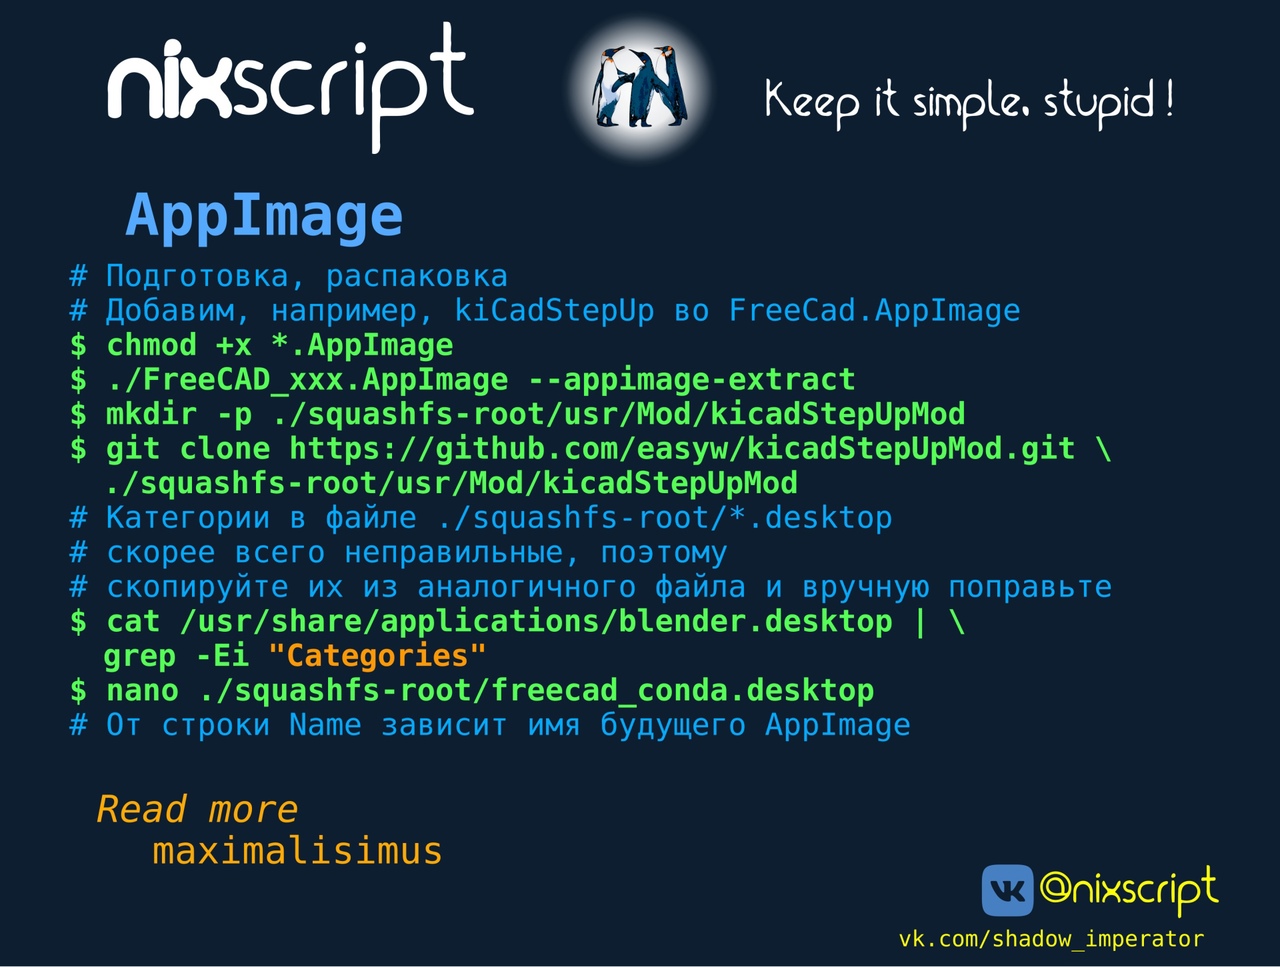 nixscript
Keep it simple, stupid !
AppImage
# Подготовка, распаковка
# Добавим, например, kiCadStepUp во FreeCad.AppImage
$ chmod +x *.AppImage
$ ./FreeCAD_xxx.AppImage --appimage-extract
$ mkdir -p ./squashfs-root/usr/Mod/kicadStepUpMod
$ git clone https://github.com/easyw/kicadStepUpMod.git \
./squashfs-root/usr/Mod/kicadStepUpMod
# Категории в файле ./squashfs-root/*.desktop
# скорее всего неправильные, поэтому
# скопируйте их из аналогичного файла и вручную поправьте
$ cat /usr/share/applications/blender.desktop | \
grep -Ei "Categories"
$ nano ./squashfs-root/freecad_conda.desktop
# От строки Name зависит имя будущего AppImage
Read more
maximalisimus
@nixscript
vk.com/shadow_imperator